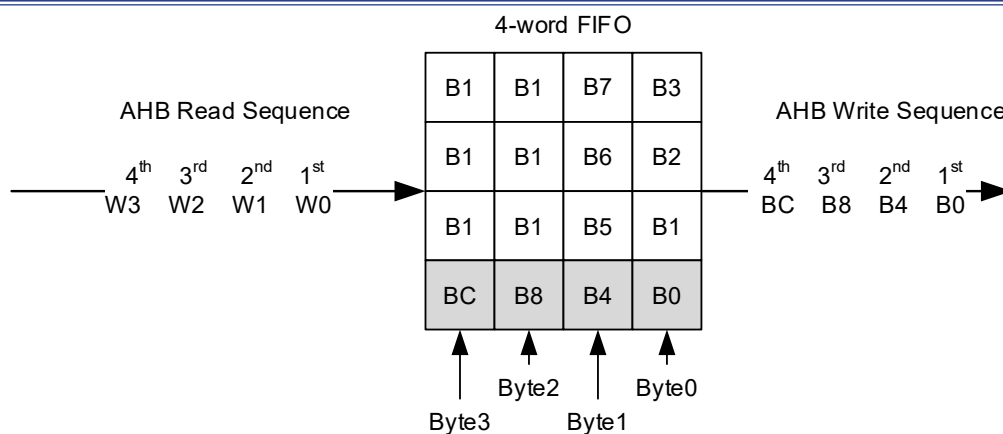 4-word FIFO
AHB Read Sequence
4th 3rd 2nd 1st
W3 W2 W1 W0
B1 B1 B7 B3
B1 B1 B6 B2
B1 B1 B5 B1
BC B8 B4 B0
AHB Write Sequence
4th 3rd 2nd 1st
BC B8 B4 B0
Byte2 Byte0
Byte3 Byte1